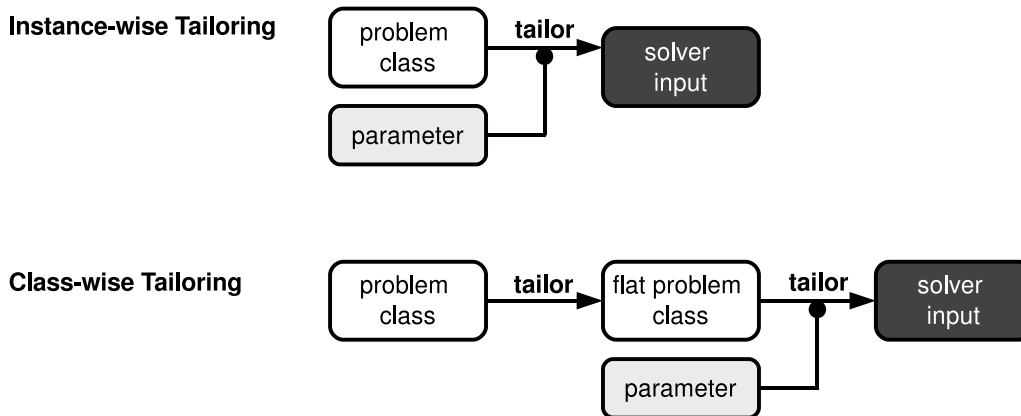 Instance-wise Tailoring
problem
class
tailor
solver
input
parameter
Class-wise Tailoring
problem
class
tailor
flat problem
class
tailor
solver
input
parameter